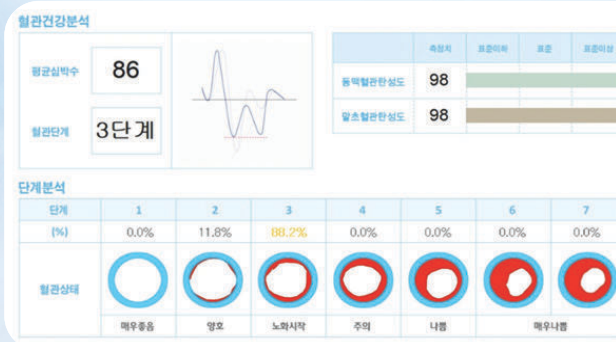 혈관건강분석
평균심박수 86
혈관단계 3단계
측정치 표준이하 표준 표준이상
동맥혈관탄성도 98
말초혈관탄성도 98
단계분석
단계 1 2 3 4 5 6 7
(%) 0.0% 11.8% 88.2% 0.0% 0.0% 0.0% 0.0%
혈관상태
매우좋음 양호 노화시작 주의 나쁨 매우나쁨